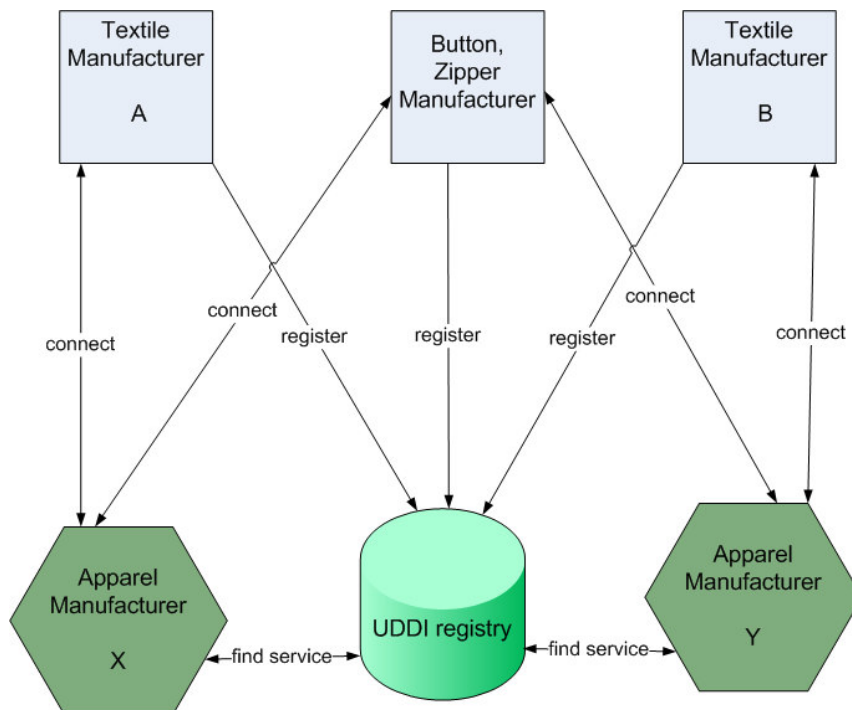 Textile
Manufacturer
A
Button,
Zipper
Manufacturer
Textile
Manufacturer
B
connect
connect
register
register
register
connect
connect
Apparel
Manufacturer
X
find service
UDDI registry
find service
Apparel
Manufacturer
Y